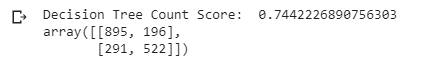 Decision Tree Count Score:  0.7442226890756303
array([[895, 196],
       [291, 522]])